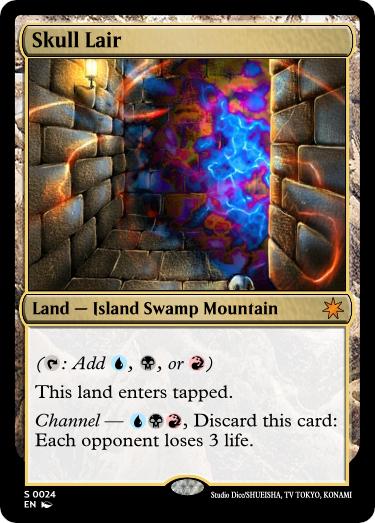 Skull Lair
Land — Island Swamp Mountain
(: Add , , or )
This land enters tapped.
Channel — , Discard this card:
Each opponent loses 3 life.
S 0024
EN
Studio Dice/SHUEISHA, TV TOKYO, KONAMI